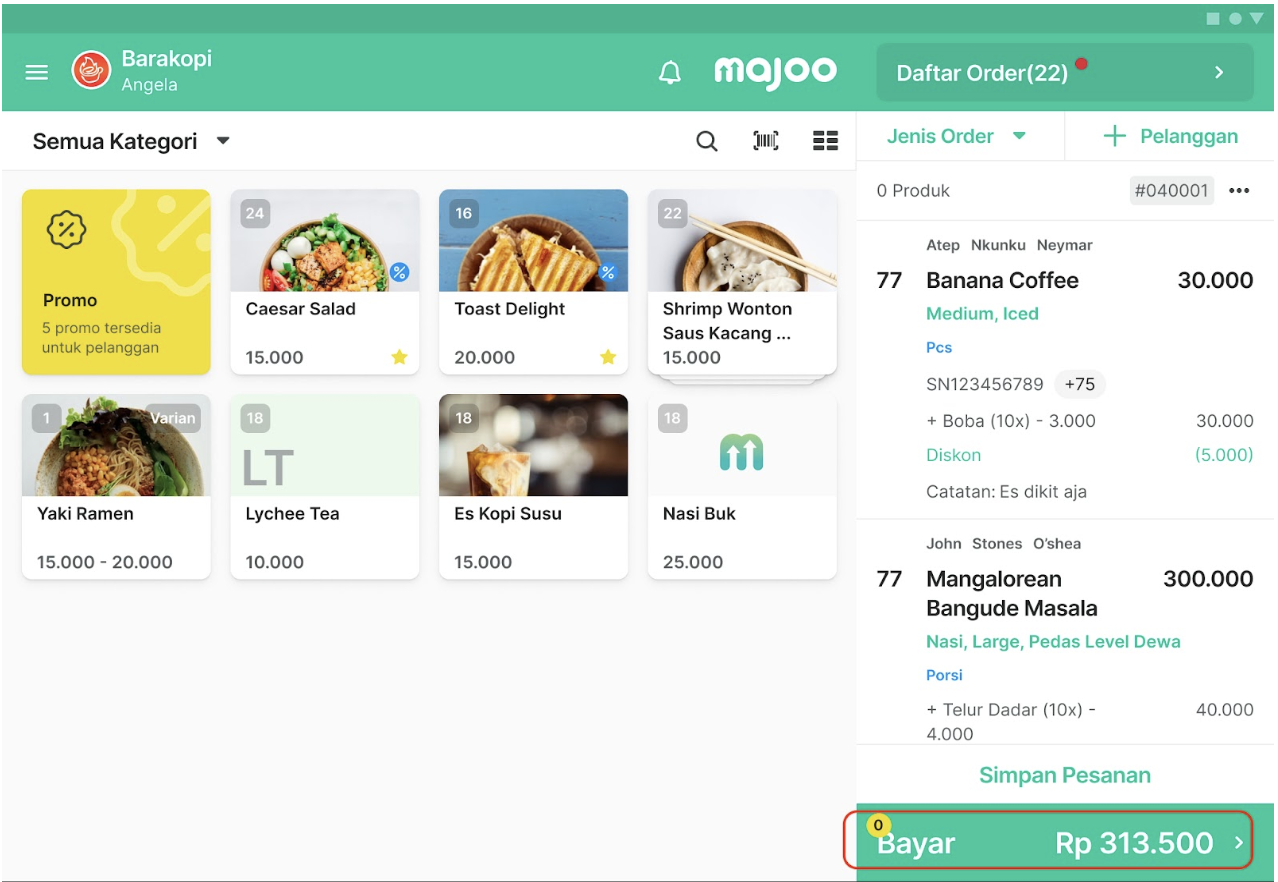 Barakopi
Angela
majoo
Daftar Order(22)
Semua Kategori
Jenis Order
+ Pelanggan
0 Produk
#040001
Promo
5 promo tersedia
untuk pelanggan
24
Caesar Salad
15.000
16
Toast Delight
20.000
22
Shrimp Wonton
Saus Kacang ...
15.000
1
Varian
Yaki Ramen
15.000 - 20.000
18
LT
Lychee Tea
10.000
18
Es Kopi Susu
15.000
18
Nasi Buk
25.000
Atep Nkunku Neymar
77 Banana Coffee 30.000
Medium, Iced
Pcs
SN123456789 +75
+ Boba (10x) - 3.000 30.000
Diskon (5.000)
Catatan: Es dikit aja
John Stones O'shea
77 Mangalorean 300.000
Bangude Masala
Nasi, Large, Pedas Level Dewa
Porsi
+ Telur Dadar (10x) - 40.000
4.000
Simpan Pesanan
0
Bayar Rp 313.500